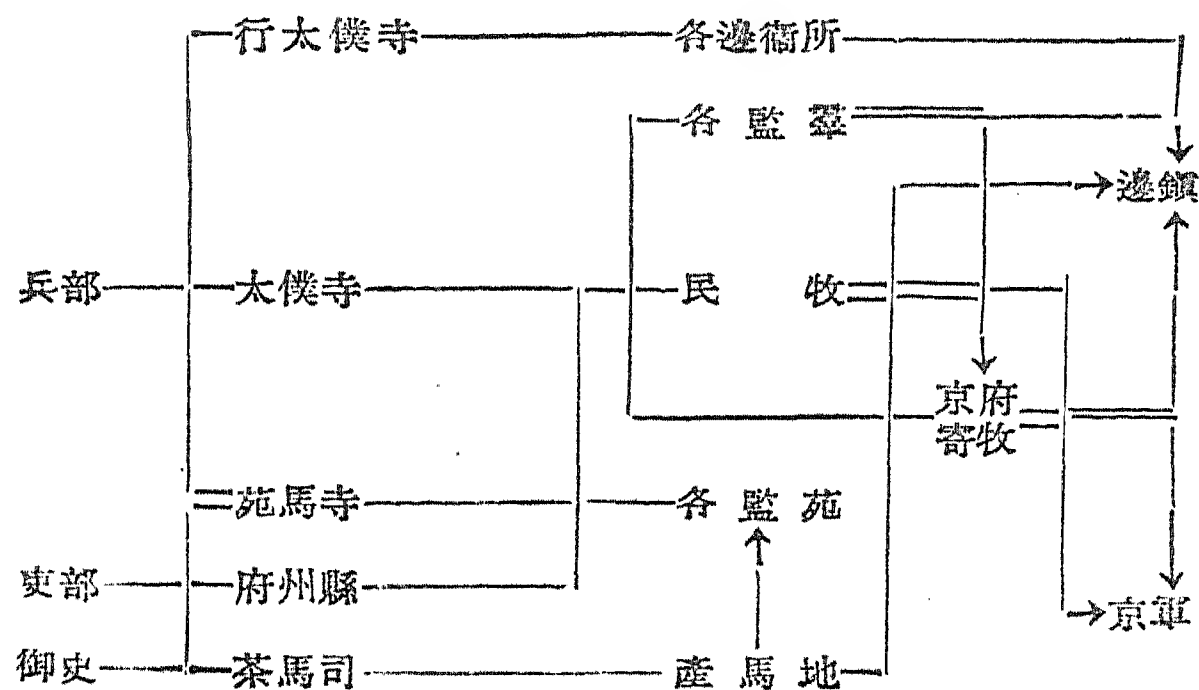 行太僕寺 各邊衞所
各監羣
邊鎭
兵部 太僕寺 民牧
京府
寄牧
苑馬寺 各監苑
吏部 府州縣
京軍
御史 茶馬司 產馬地